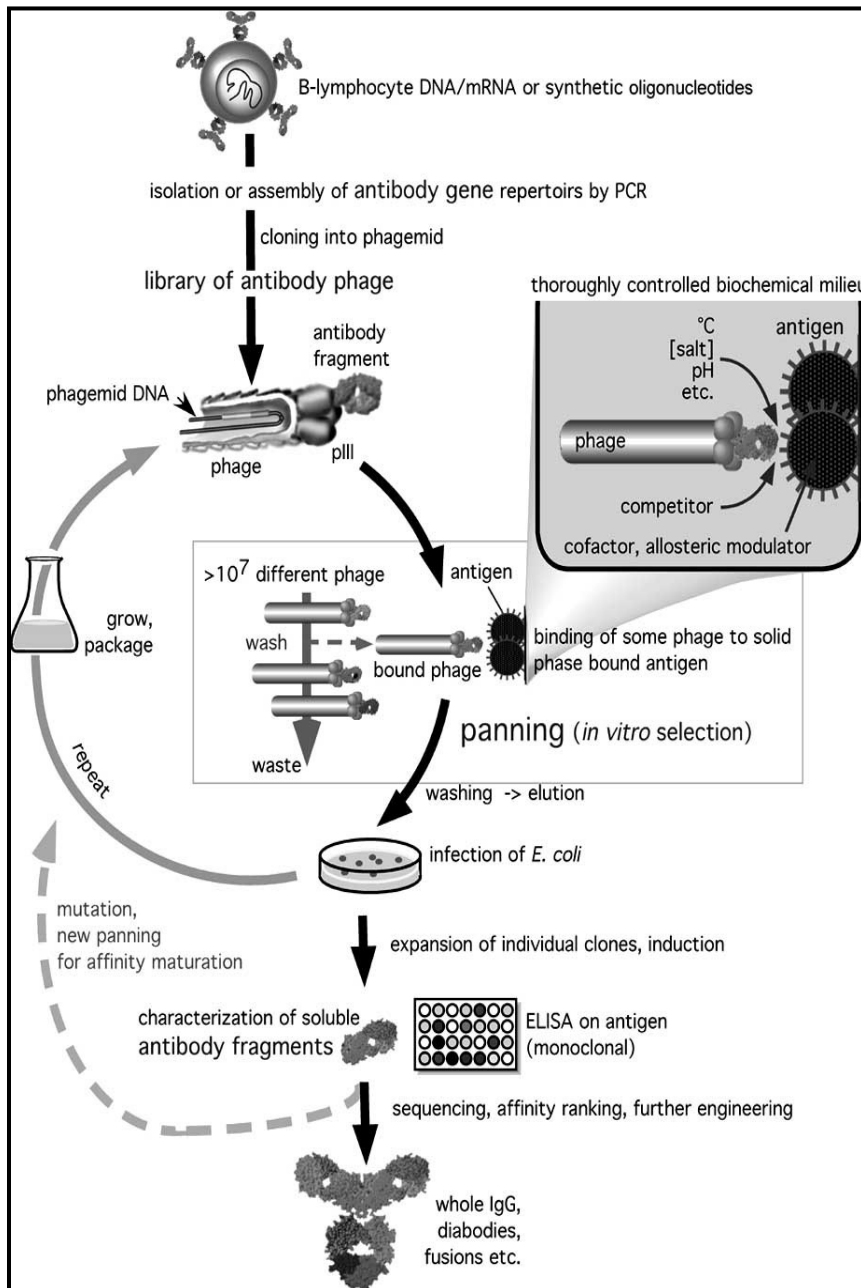 B-lymphocyte DNA/mRNA or synthetic oligonucleotides
isolation or assembly of antibody gene repertoirs by PCR
cloning into phagemid
library of antibody phage
antibody
fragment
phagemid DNA
phage
pIII
thoroughly controlled biochemical milieu
°C
[salt]
pH
etc.
antigen
phage
competitor
cofactor, allosteric modulator
>10⁷ different phage
antigen
wash
bound phage
binding of some phage to solid
phase bound antigen
panning (in vitro selection)
waste
grow,
package
repeat
washing -> elution
infection of E. coli
mutation,
new panning
for affinity maturation
expansion of individual clones, induction
characterization of soluble
antibody fragments
ELISA on antigen
(monoclonal)
sequencing, affinity ranking, further engineering
whole IgG,
diabodies,
fusions etc.